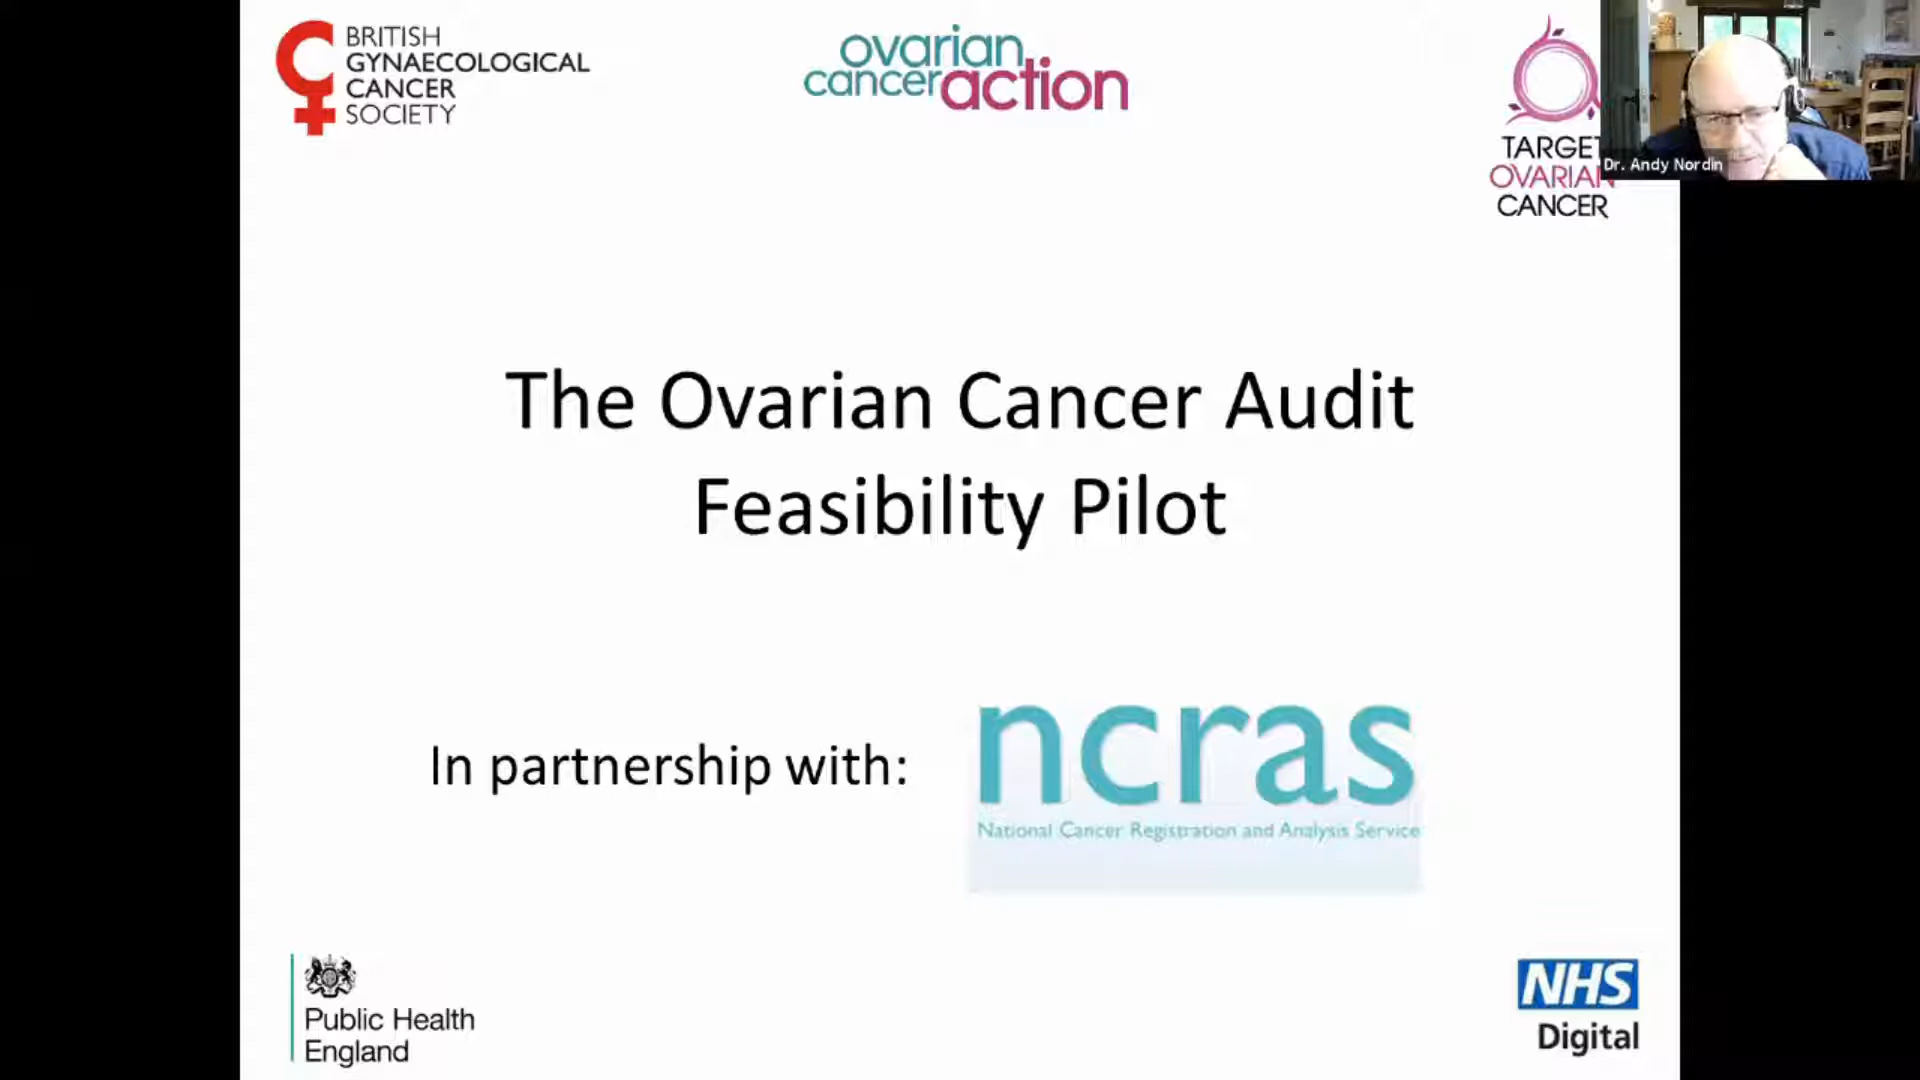 BRITISH
GYNAECOLOGICAL
CANCER
SOCIETY
ovarian
canceraction
TARGET
OVARIAN
CANCER
Dr. Andy Nordin
The Ovarian Cancer Audit
Feasibility Pilot
In partnership with:
ncras
National Cancer Registration and Analysis Service
Public Health
England
NHS
Digital